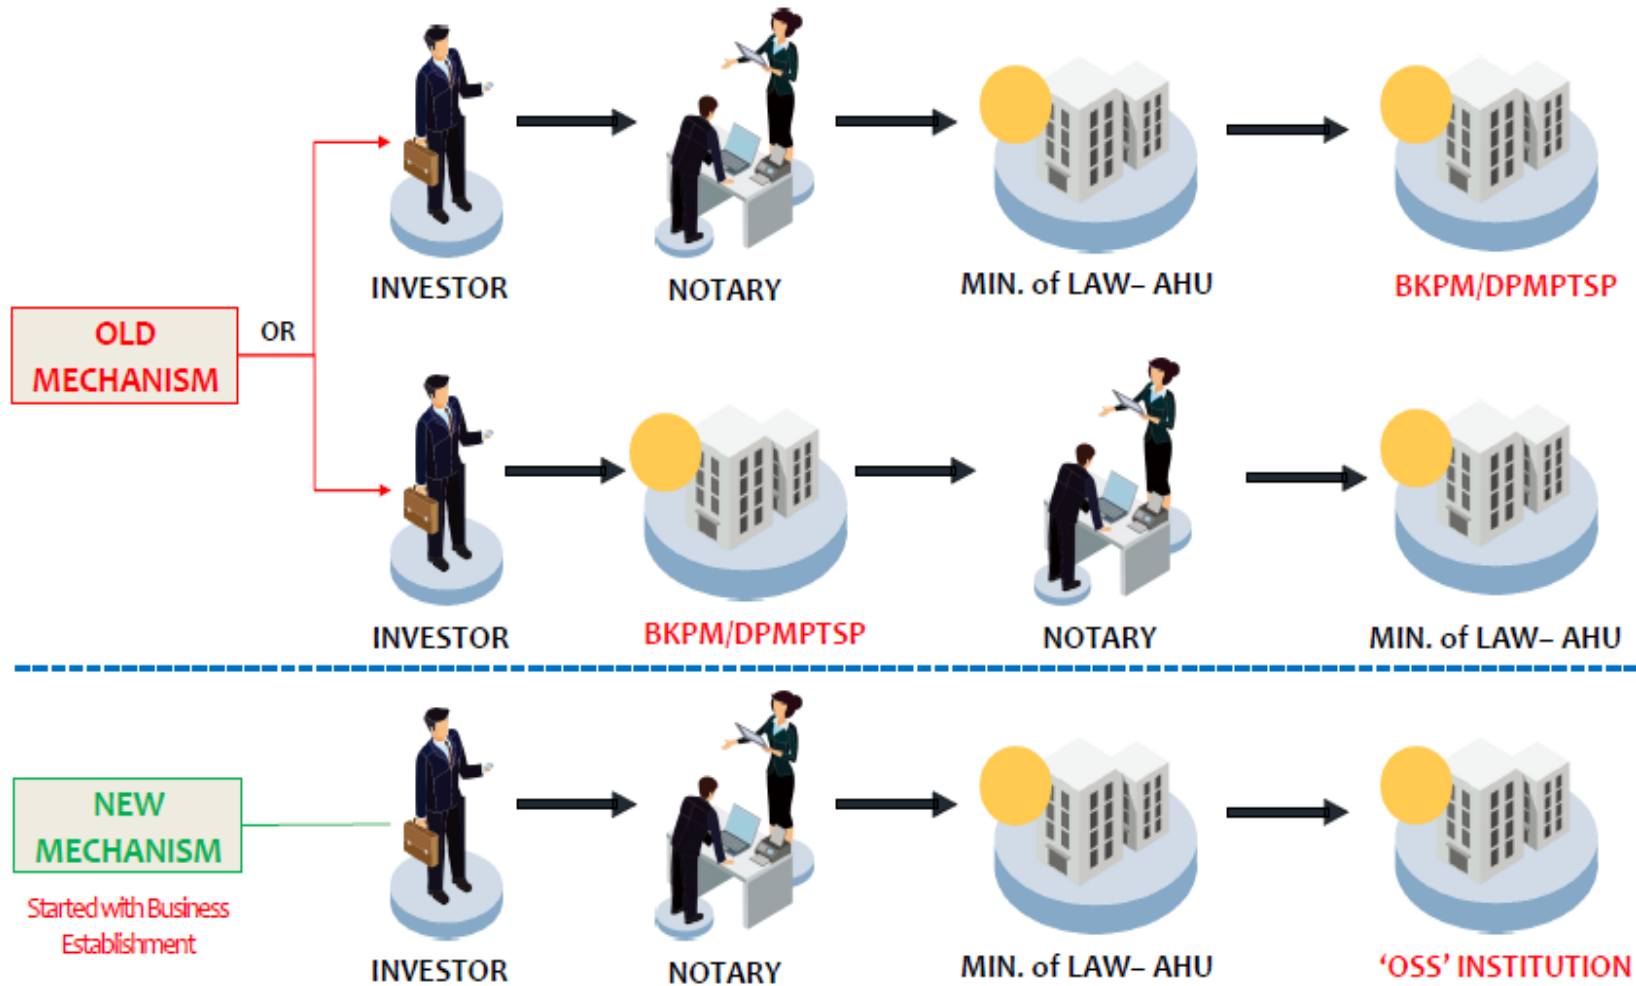 INVESTOR
NOTARY
MIN. of LAW– AHU
BKPM/DPMPTSP
OLD
MECHANISM
OR
INVESTOR
BKPM/DPMPTSP
NOTARY
MIN. of LAW– AHU
NEW
MECHANISM
Started with Business
Establishment
INVESTOR
NOTARY
MIN. of LAW– AHU
‘OSS’ INSTITUTION